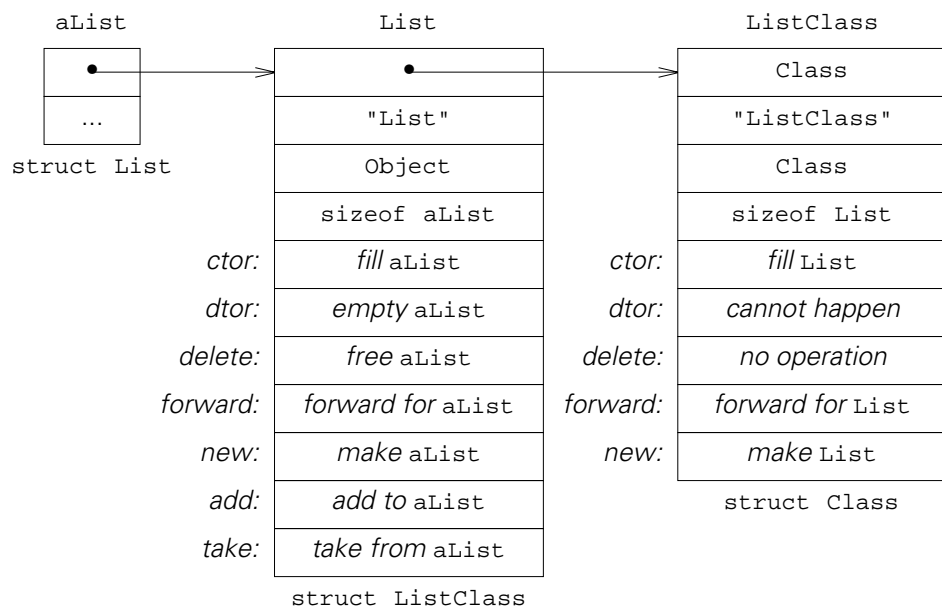 aList List ListClass
Class
... "List" "ListClass"
struct List Object Class
sizeof aList sizeof List
ctor: fill aList ctor: fill List
dtor: empty aList dtor: cannot happen
delete: free aList delete: no operation
forward: forward for aList forward: forward for List
new: make aList new: make List
add: add to aList struct Class
take: take from aList
struct ListClass